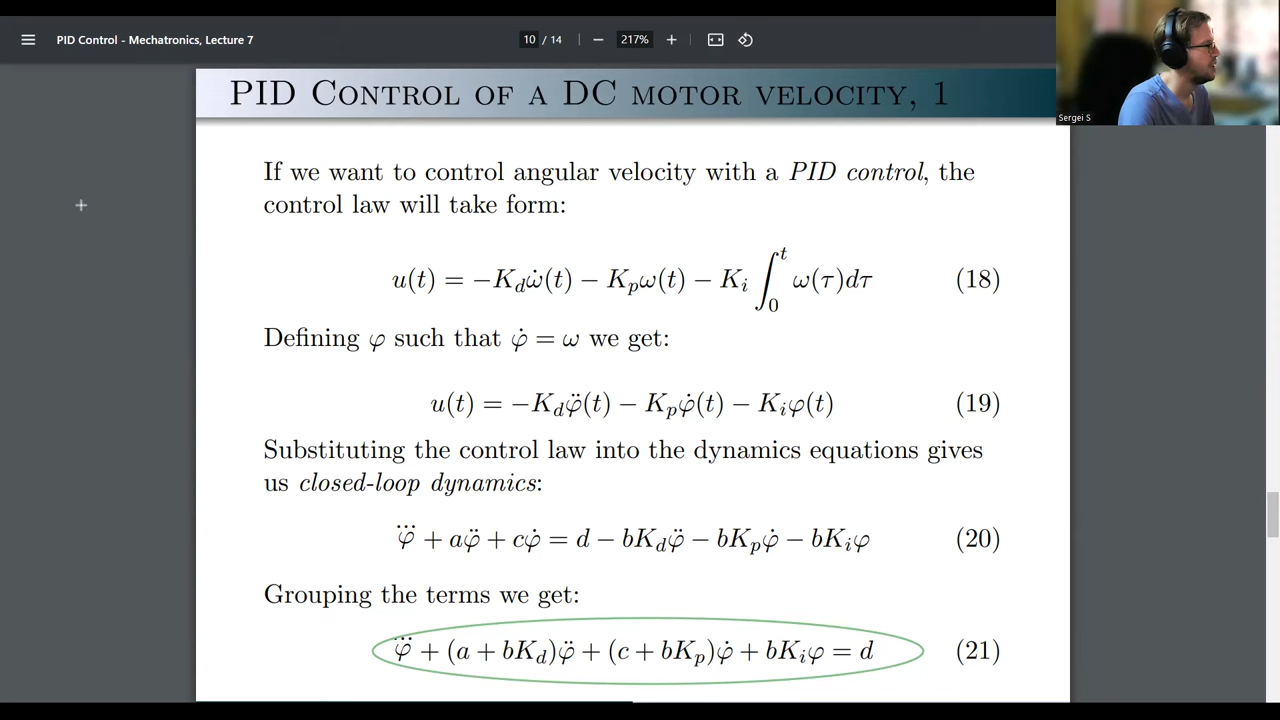 PID Control - Mechatronics, Lecture 7
10 / 14
217%
Sergei S
PID Control of a DC motor velocity, 1
If we want to control angular velocity with a PID control, the
control law will take form:
u(t) = −K_d ω̇(t) − K_p ω(t) − K_i ∫₀ᵗ ω(τ)dτ (18)
Defining φ such that φ̇ = ω we get:
u(t) = −K_d φ̈(t) − K_p φ̇(t) − K_i φ(t) (19)
Substituting the control law into the dynamics equations gives
us closed-loop dynamics:
φ⃛ + aφ̈ + cφ̇ = d − bK_d φ̈ − bK_p φ̇ − bK_i φ (20)
Grouping the terms we get:
φ⃛ + (a + bK_d)φ̈ + (c + bK_p)φ̇ + bK_i φ = d (21)